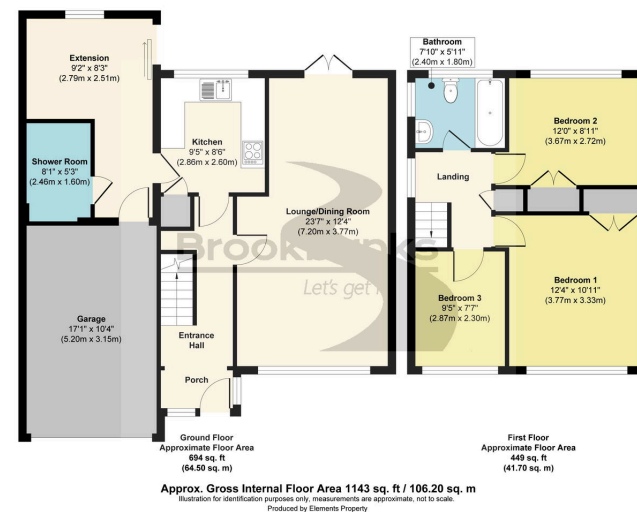 Extension
9'2" x 8'3"
(2.79m x 2.51m)
Shower Room
8'1" x 5'3"
(2.46m x 1.60m)
Kitchen
9'5" x 8'6"
(2.86m x 2.60m)
Lounge/Dining Room
23'7" x 12'4"
(7.20m x 3.77m)
Garage
17'1" x 10'4"
(5.20m x 3.15m)
Entrance
Hall
Porch
Ground Floor
Approximate Floor Area
694 sq. ft
(64.50 sq. m)
Bathroom
7'10" x 5'11"
(2.40m x 1.80m)
Bedroom 2
12'0" x 8'11"
(3.67m x 2.72m)
Landing
Bedroom 1
12'4" x 10'11"
(3.77m x 3.33m)
Bedroom 3
9'5" x 7'7"
(2.87m x 2.30m)
First Floor
Approximate Floor Area
449 sq. ft
(41.70 sq. m)
Let's get
Approx. Gross Internal Floor Area 1143 sq. ft / 106.20 sq. m
Illustration for identification purposes only, measurements are approximate, not to scale.
Produced by Elements Property